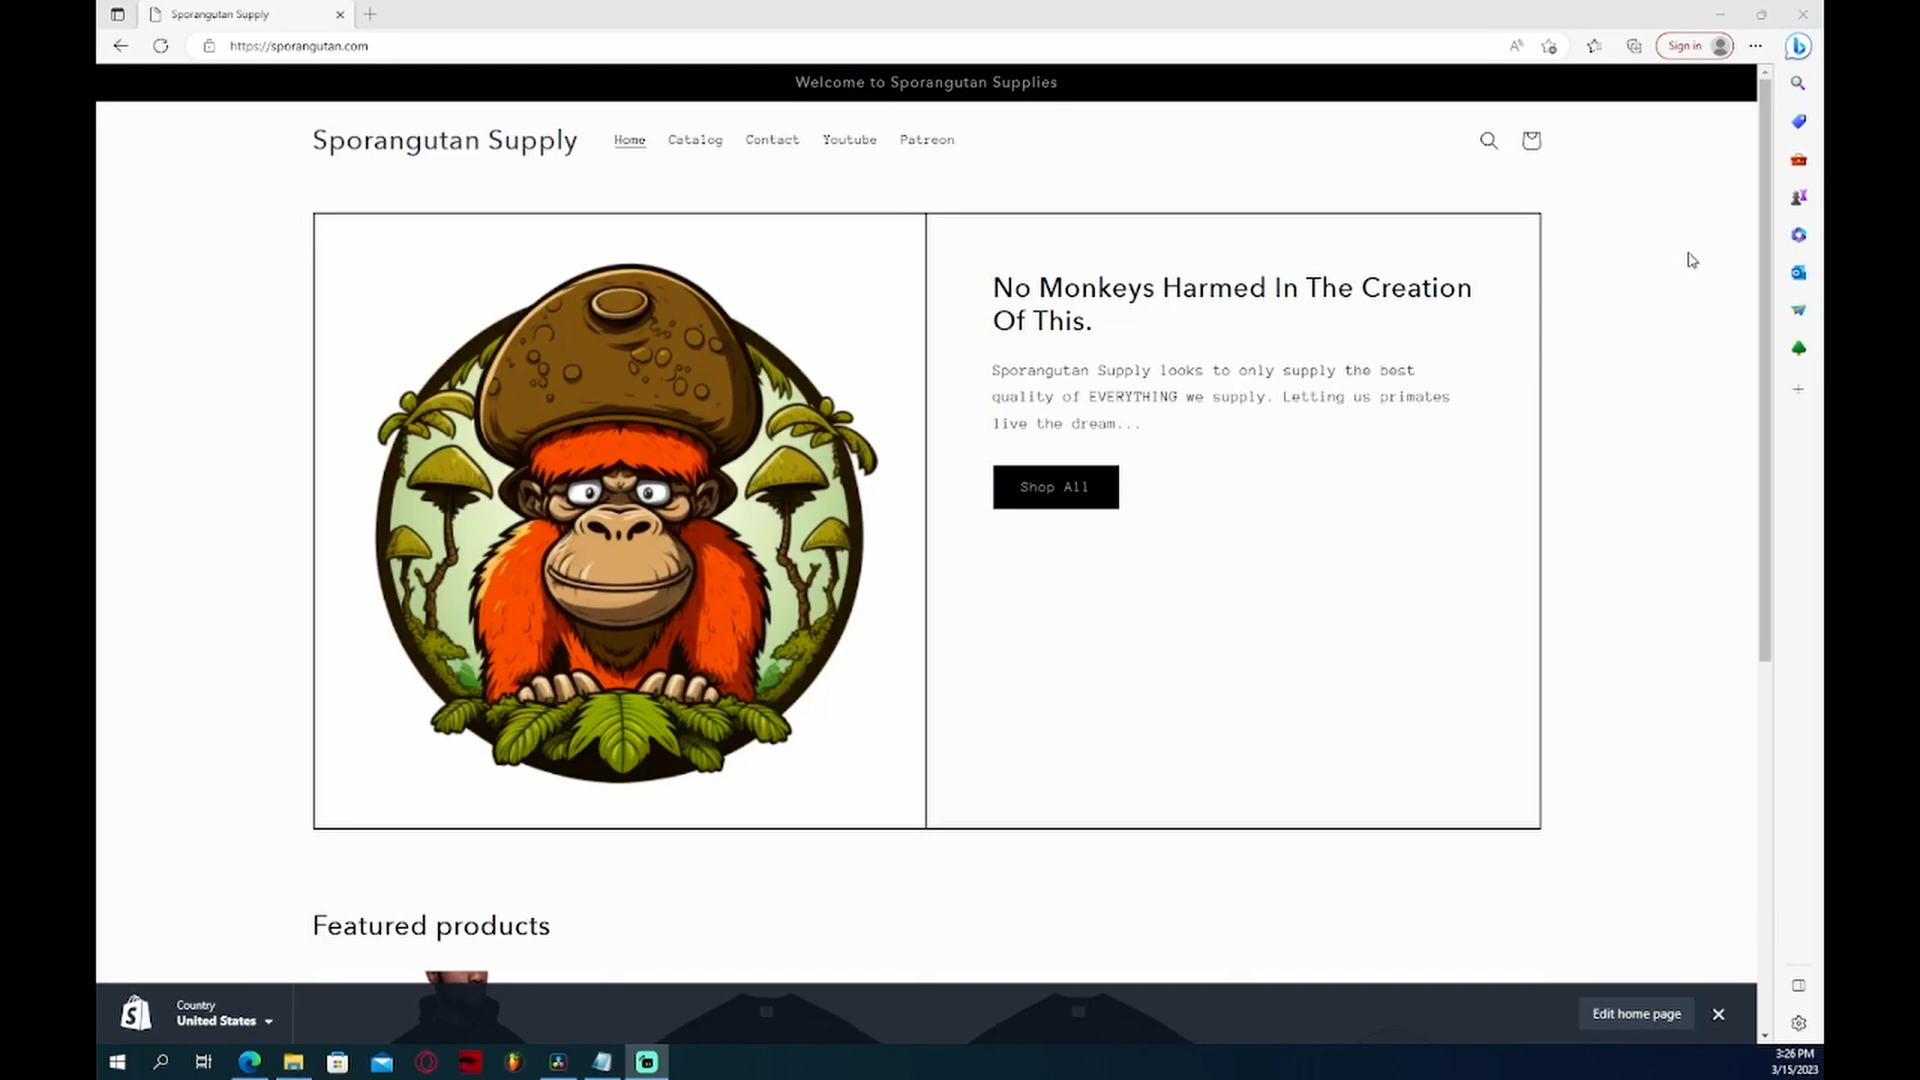 Sporangutan Supply
https://sporangutan.com
Sign in
Welcome to Sporangutan Supplies
Sporangutan Supply
Home
Catalog
Contact
Youtube
Patreon
No Monkeys Harmed In The Creation
Of This.
Sporangutan Supply looks to only supply the best
quality of EVERYTHING we supply. Letting us primates
live the dream...
Shop All
Featured products
Country
United States
Edit home page
3:26 PM
3/15/2023